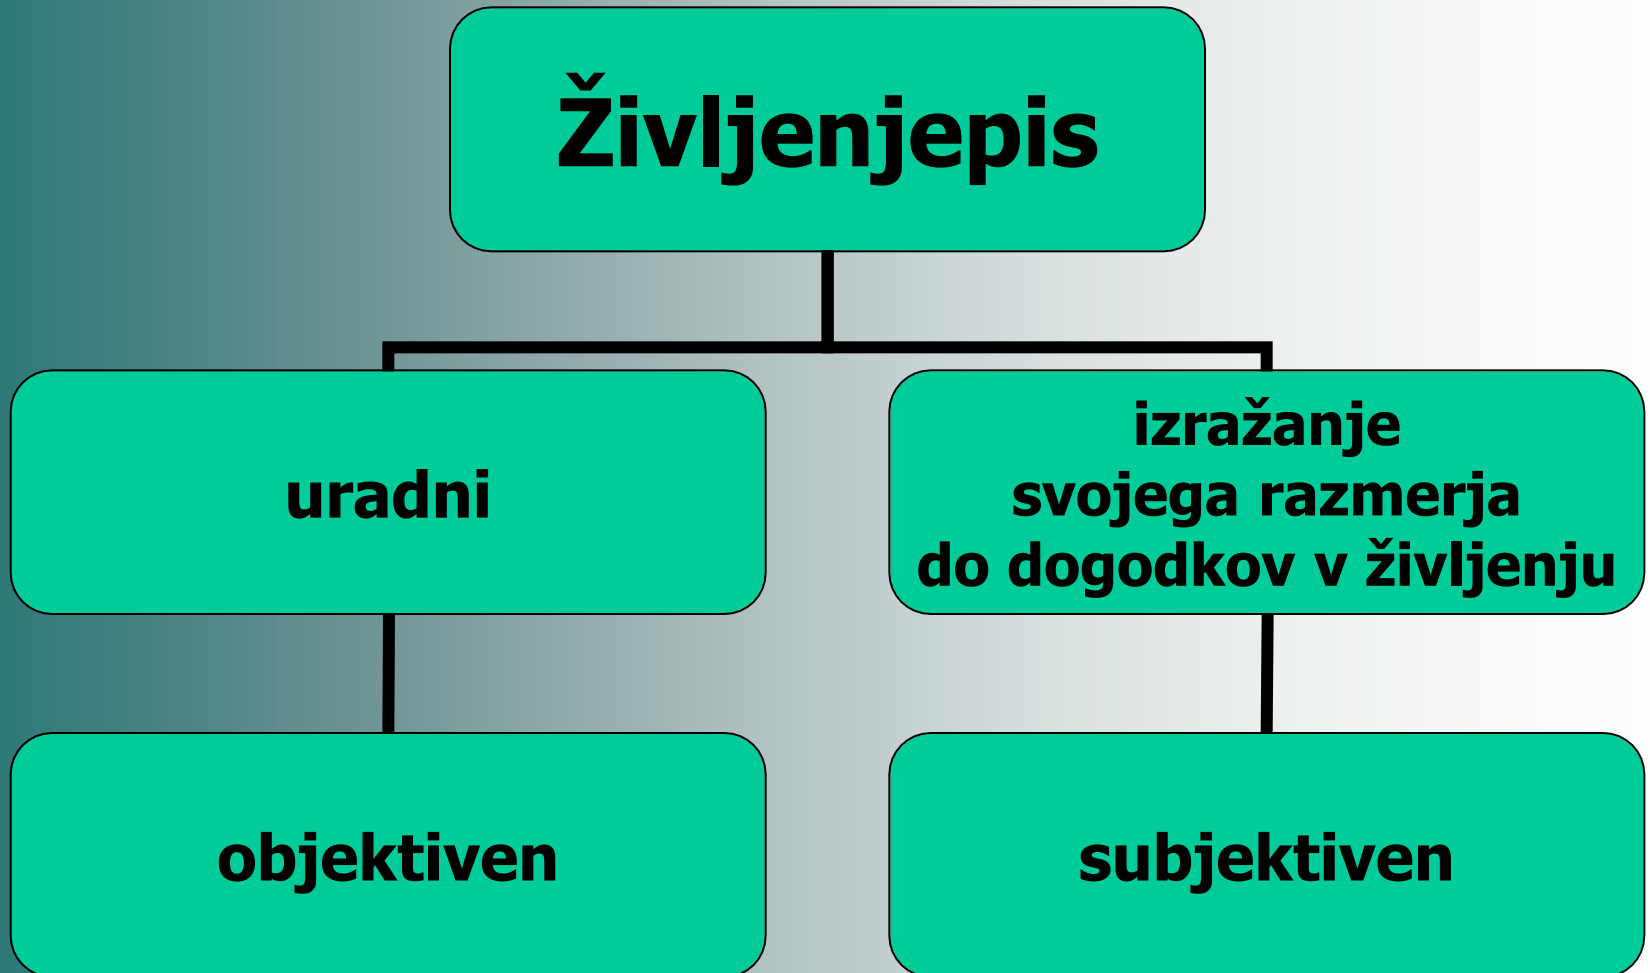 Življenjepis
uradni
izražanje
svojega razmerja
do dogodkov v življenju
objektiven
subjektiven